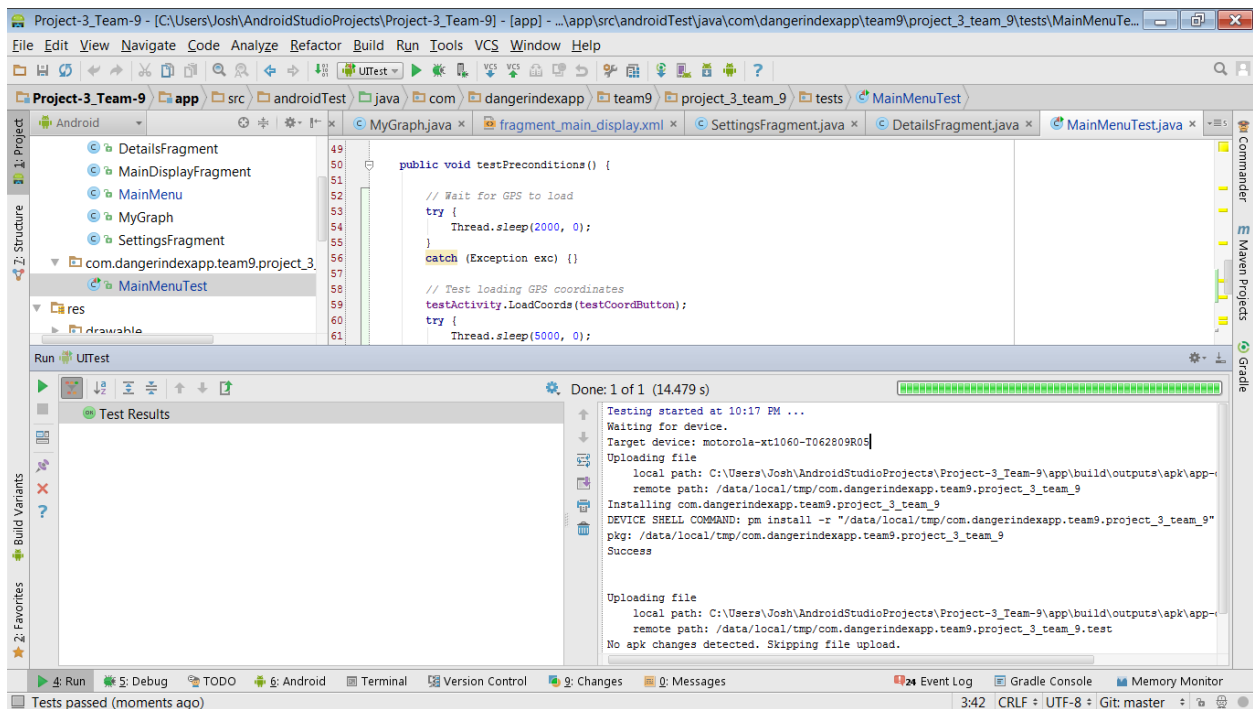 Project-3_Team-9 - [C:\Users\Josh\AndroidStudioProjects\Project-3_Team-9] - [app] - ...\app\src\androidTest\java\com\dangerindexapp\team9\project_3_team_9\tests\MainMenuTe...
File Edit View Navigate Code Analyze Refactor Build Run Tools VCS Window Help
UITest
VCS VCS
Project-3_Team-9 app src androidTest java com dangerindexapp team9 project_3_team_9 tests MainMenuTest
1: Project
Z: Structure
Build Variants
2: Favorites
Android
DetailsFragment
MainDisplayFragment
MainMenu
MyGraph
SettingsFragment
com.dangerindexapp.team9.project_3_
MainMenuTest
res
drawable
MyGraph.java × fragment_main_display.xml × SettingsFragment.java × DetailsFragment.java × MainMenuTest.java ×
49
50 public void testPreconditions() {
51
52 // Wait for GPS to load
53 try {
54 Thread.sleep(2000, 0);
55 }
56 catch (Exception exc) {}
57
58 // Test loading GPS coordinates
59 testActivity.LoadCoords(testCoordButton);
60 try {
61 Thread.sleep(5000, 0);
Commander
Maven Projects
Gradle
Run UITest
Test Results
Done: 1 of 1 (14.479 s)
Testing started at 10:17 PM ...
Waiting for device.
Target device: motorola-xt1060-T062809R05
Uploading file
local path: C:\Users\Josh\AndroidStudioProjects\Project-3_Team-9\app\build\outputs\apk\app-
remote path: /data/local/tmp/com.dangerindexapp.team9.project_3_team_9
Installing com.dangerindexapp.team9.project_3_team_9
DEVICE SHELL COMMAND: pm install -r "/data/local/tmp/com.dangerindexapp.team9.project_3_team_9"
pkg: /data/local/tmp/com.dangerindexapp.team9.project_3_team_9
Success
Uploading file
local path: C:\Users\Josh\AndroidStudioProjects\Project-3_Team-9\app\build\outputs\apk\app-
remote path: /data/local/tmp/com.dangerindexapp.team9.project_3_team_9.test
No apk changes detected. Skipping file upload.
4: Run 5: Debug TODO 6: Android Terminal Version Control 9: Changes 0: Messages 24 Event Log Gradle Console Memory Monitor
Tests passed (moments ago) 3:42 CRLF UTF-8 Git: master